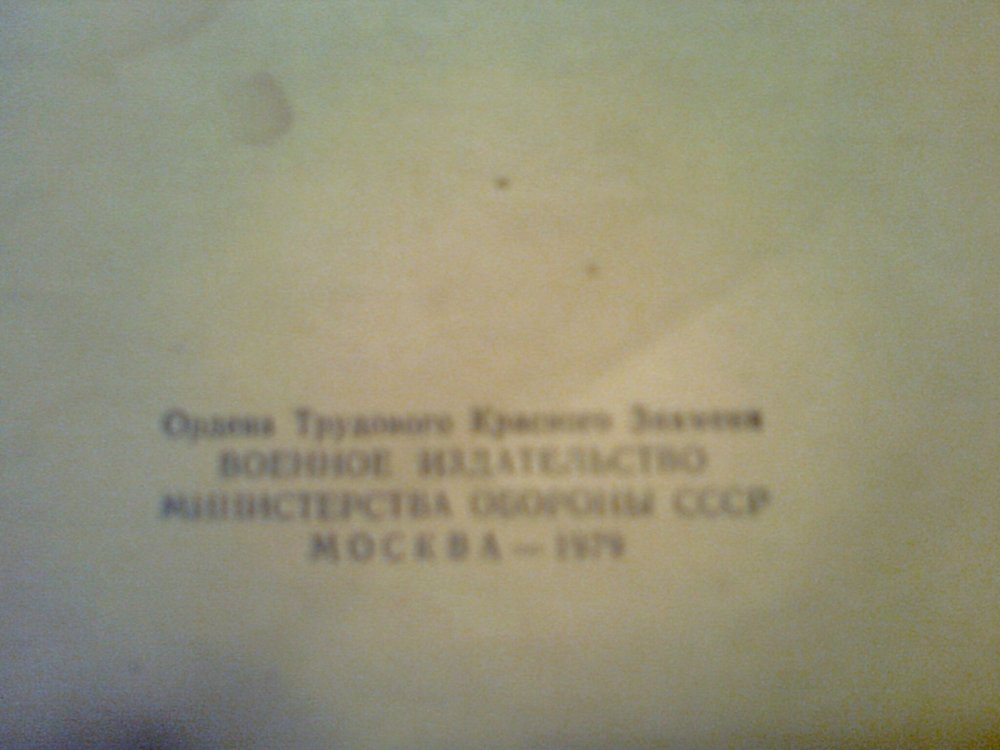 Ордена Трудового Красного Знамени
ВОЕННОЕ ИЗДАТЕЛЬСТВО
МИНИСТЕРСТВА ОБОРОНЫ СССР
МОСКВА — 1979